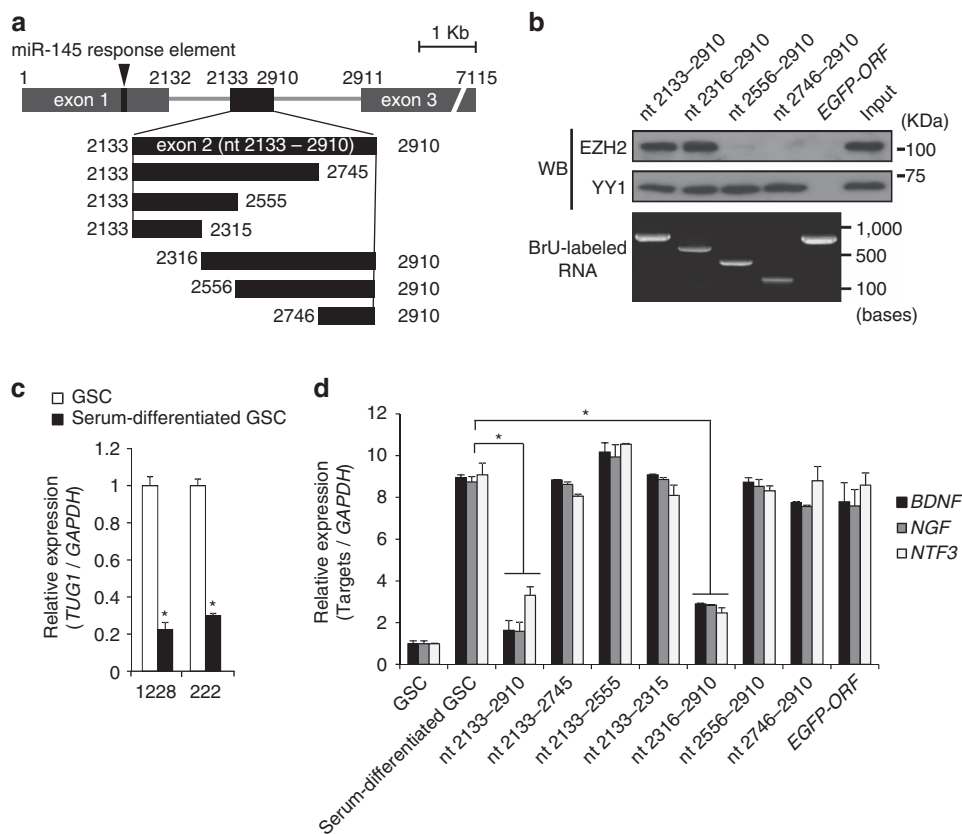 a
1 Kb
miR-145 response element
1 2132 2133 2910 2911 7115
exon 1 exon 3
2133 exon 2 (nt 2133 – 2910) 2910
2133 2745
2133 2555
2133 2315
2316 2910
2556 2910
2746 2910
b
nt 2133–2910
nt 2316–2910
nt 2556–2910
nt 2746–2910
EGFP-ORF
Input
(KDa)
WB
EZH2
100
75
YY1
BrU-labeled
RNA
1,000
500
100
(bases)
c
GSC
Serum-differentiated GSC
Relative expression
(TUG1 / GAPDH)
1.2
1
0.8
0.6
0.4
0.2
0
*
*
1228 222
d
Relative expression
(Targets / GAPDH)
12
10
8
6
4
2
0
*
*
BDNF
NGF
NTF3
GSC
Serum-differentiated GSC
nt 2133–2910
nt 2133–2745
nt 2133–2555
nt 2133–2315
nt 2316–2910
nt 2556–2910
nt 2746–2910
EGFP-ORF